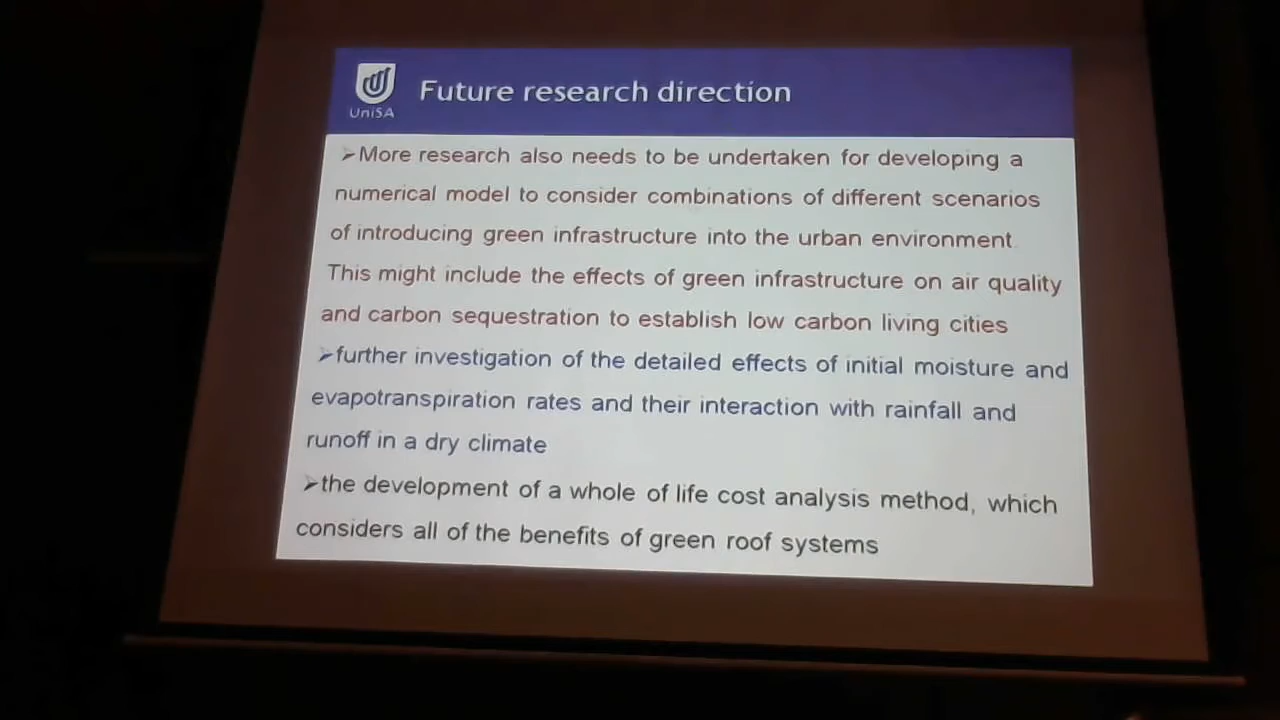 Future research direction
UniSA
➢More research also needs to be undertaken for developing a
numerical model to consider combinations of different scenarios
of introducing green infrastructure into the urban environment.
This might include the effects of green infrastructure on air quality
and carbon sequestration to establish low carbon living cities
➢further investigation of the detailed effects of initial moisture and
evapotranspiration rates and their interaction with rainfall and
runoff in a dry climate
➢the development of a whole of life cost analysis method, which
considers all of the benefits of green roof systems